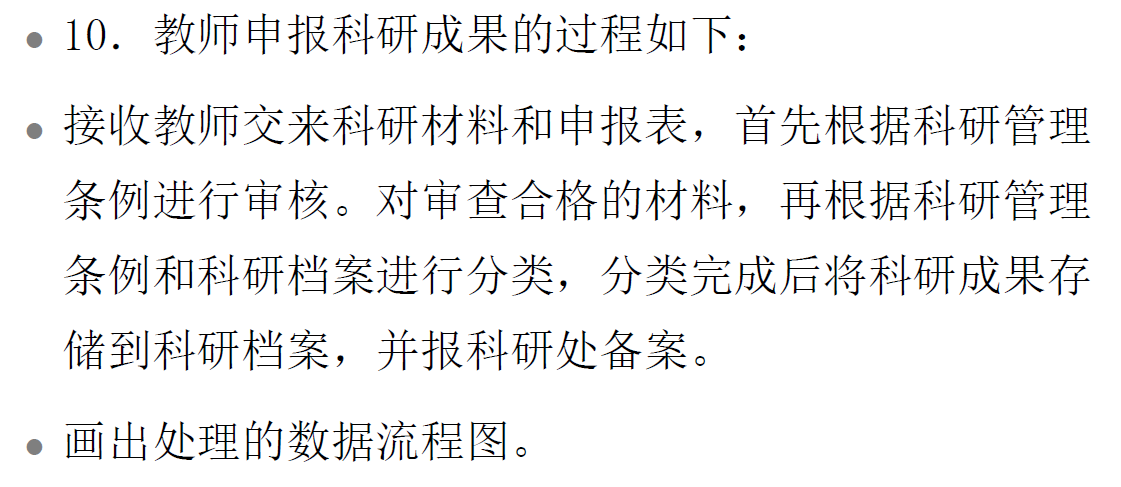 ● 10．教师申报科研成果的过程如下：
● 接收教师交来科研材料和申报表，首先根据科研管理
条例进行审核。对审查合格的材料，再根据科研管理
条例和科研档案进行分类，分类完成后将科研成果存
储到科研档案，并报科研处备案。
● 画出处理的数据流程图。